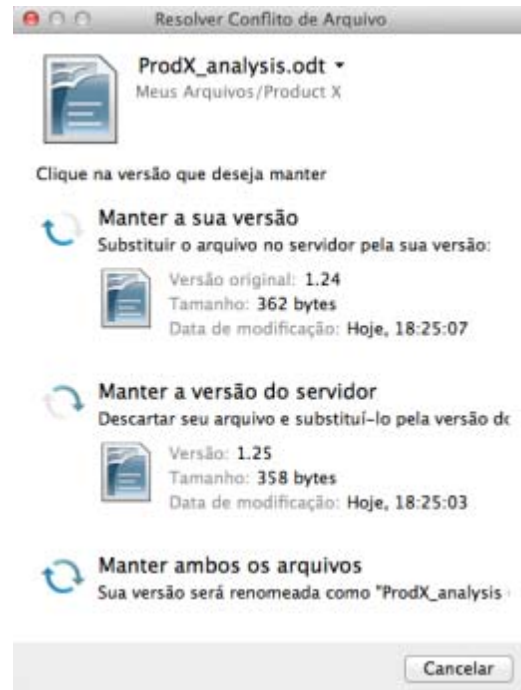 Resolver Conflito de Arquivo
ProdX_analysis.odt
Meus Arquivos/Product X
Clique na versão que deseja manter
Manter a sua versão
Substituir o arquivo no servidor pela sua versão:
Versão original: 1.24
Tamanho: 362 bytes
Data de modificação: Hoje, 18:25:07
Manter a versão do servidor
Descartar seu arquivo e substituí-lo pela versão dc
Versão: 1.25
Tamanho: 358 bytes
Data de modificação: Hoje, 18:25:03
Manter ambos os arquivos
Sua versão será renomeada como "ProdX_analysis
Cancelar